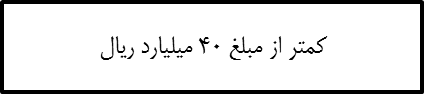 کمتر از مبلغ ۴۰ میلیارد ریال